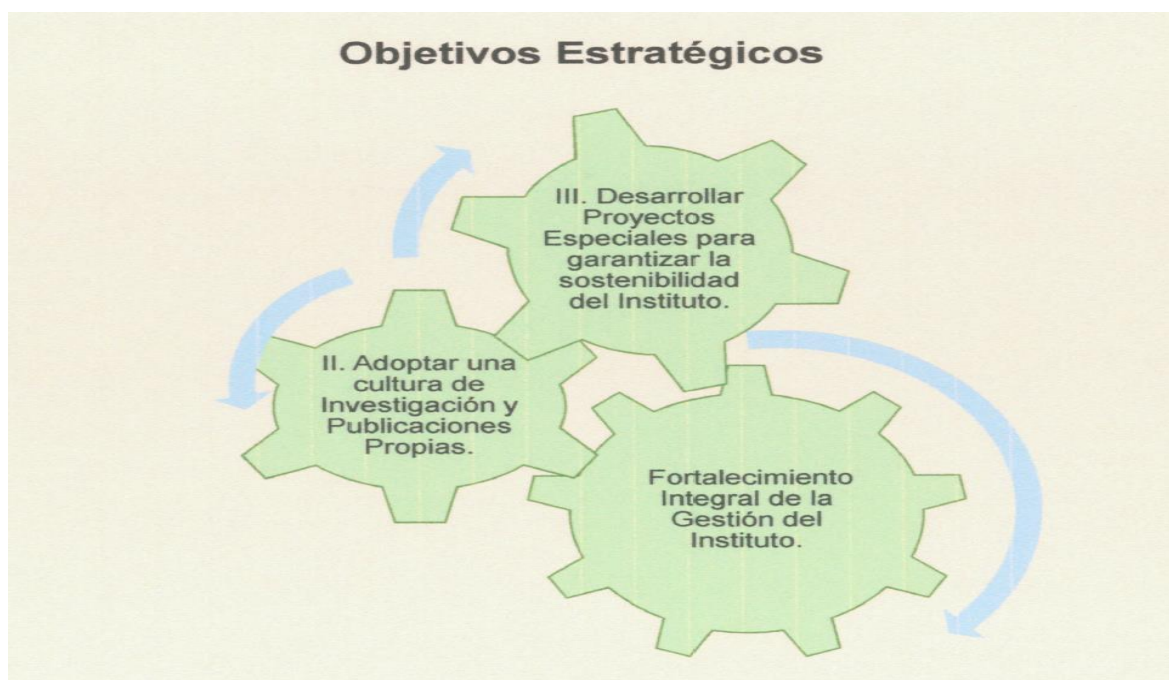 Objetivos Estratégicos
III. Desarrollar
Proyectos
Especiales para
garantizar la
sostenibilidad
del Instituto.
II. Adoptar una
cultura de
Investigación y
Publicaciones
Propias.
Fortalecimiento
Integral de la
Gestión del
Instituto.